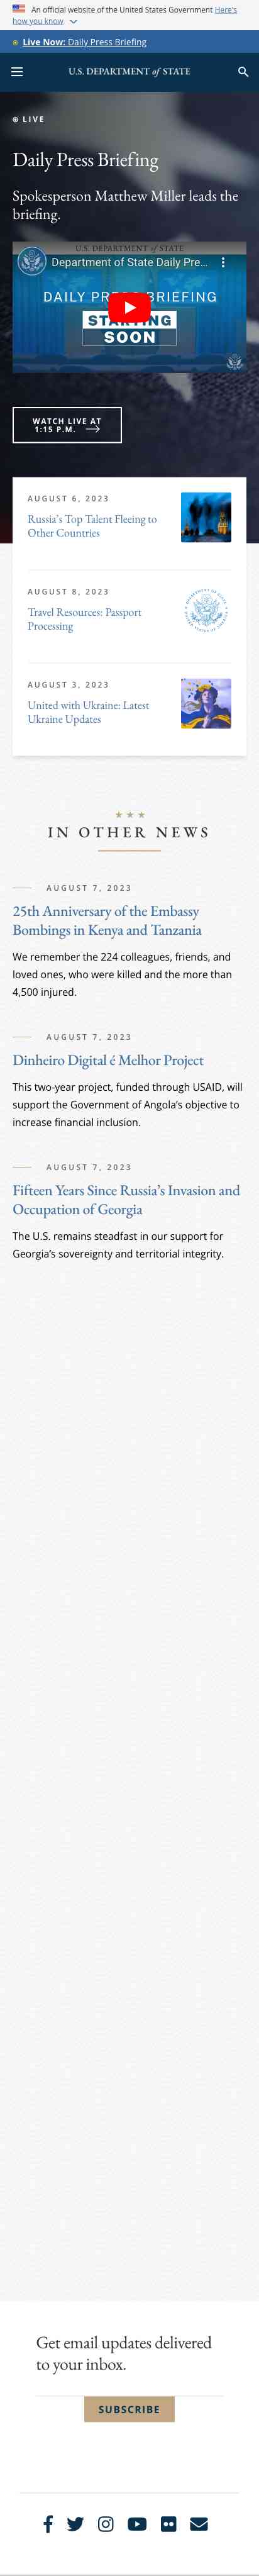 An official website of the United States Government Here's
how you know
Live Now: Daily Press Briefing
U.S. DEPARTMENT of STATE
LIVE
Daily Press Briefing
Spokesperson Matthew Miller leads the
briefing.
U.S. DEPARTMENT of STATE
Department of State Daily Pre...
DAILY PRESS BRIEFING
STARTING
SOON
WATCH LIVE AT
1:15 P.M.
AUGUST 6, 2023
Russia's Top Talent Fleeing to
Other Countries
AUGUST 8, 2023
Travel Resources: Passport
Processing
AUGUST 3, 2023
United with Ukraine: Latest
Ukraine Updates
IN OTHER NEWS
AUGUST 7, 2023
25th Anniversary of the Embassy
Bombings in Kenya and Tanzania
We remember the 224 colleagues, friends, and
loved ones, who were killed and the more than
4,500 injured.
AUGUST 7, 2023
Dinheiro Digital é Melhor Project
This two-year project, funded through USAID, will
support the Government of Angola's objective to
increase financial inclusion.
AUGUST 7, 2023
Fifteen Years Since Russia's Invasion and
Occupation of Georgia
The U.S. remains steadfast in our support for
Georgia's sovereignty and territorial integrity.
Get email updates delivered
to your inbox.
SUBSCRIBE